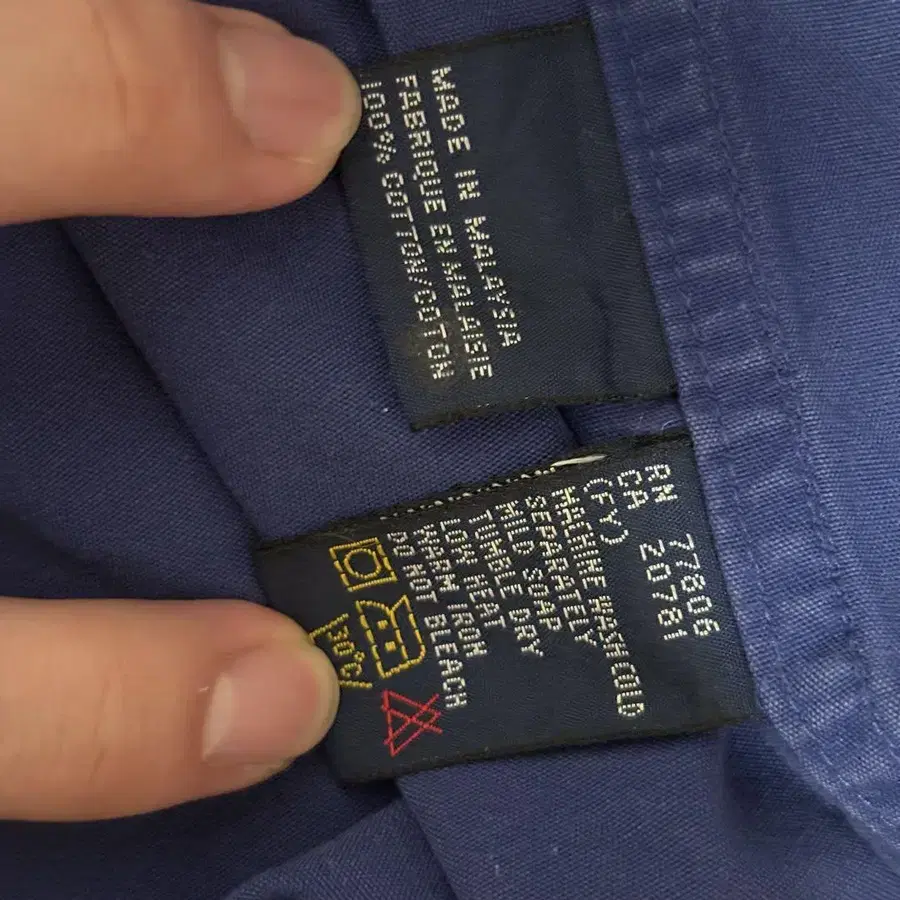 MADE IN MALAYSIA
FABRIQUE EN MALAISIE
100% COTTON/COTON
RN 77806
CA 20781
(FY)
MACHINE WASH COLD
SEPARATELY
MILD SOAP
TUMBLE DRY
LOW HEAT
WARM IRON
DO NOT BLEACH
30°C